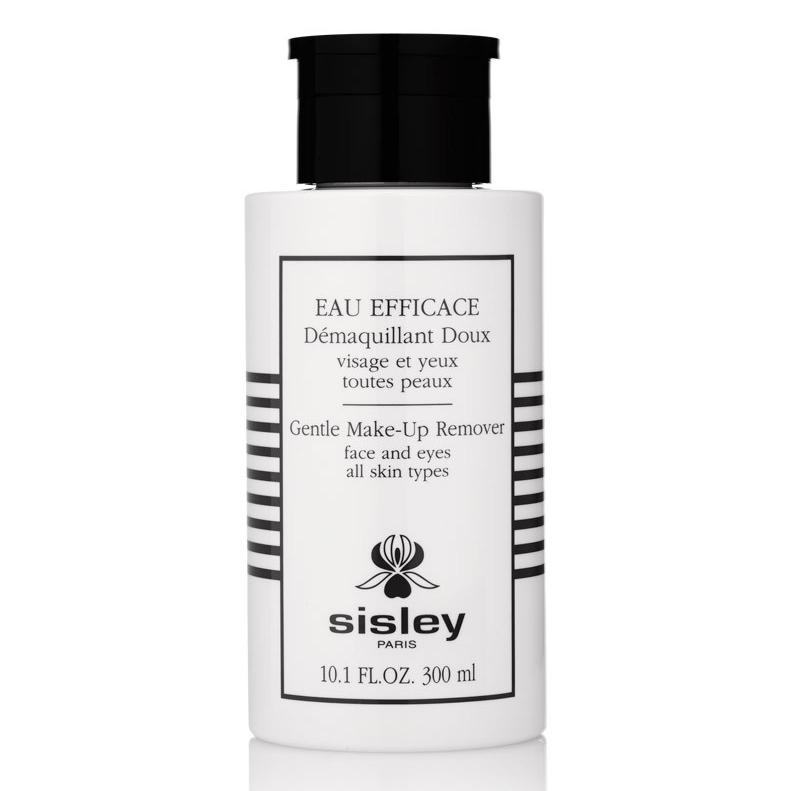 EAU EFFICACE
Démaquillant Doux
visage et yeux
toutes peaux
Gentle Make-Up Remover
face and eyes
all skin types
sisley
PARIS
10.1 FL.OZ. 300 ml